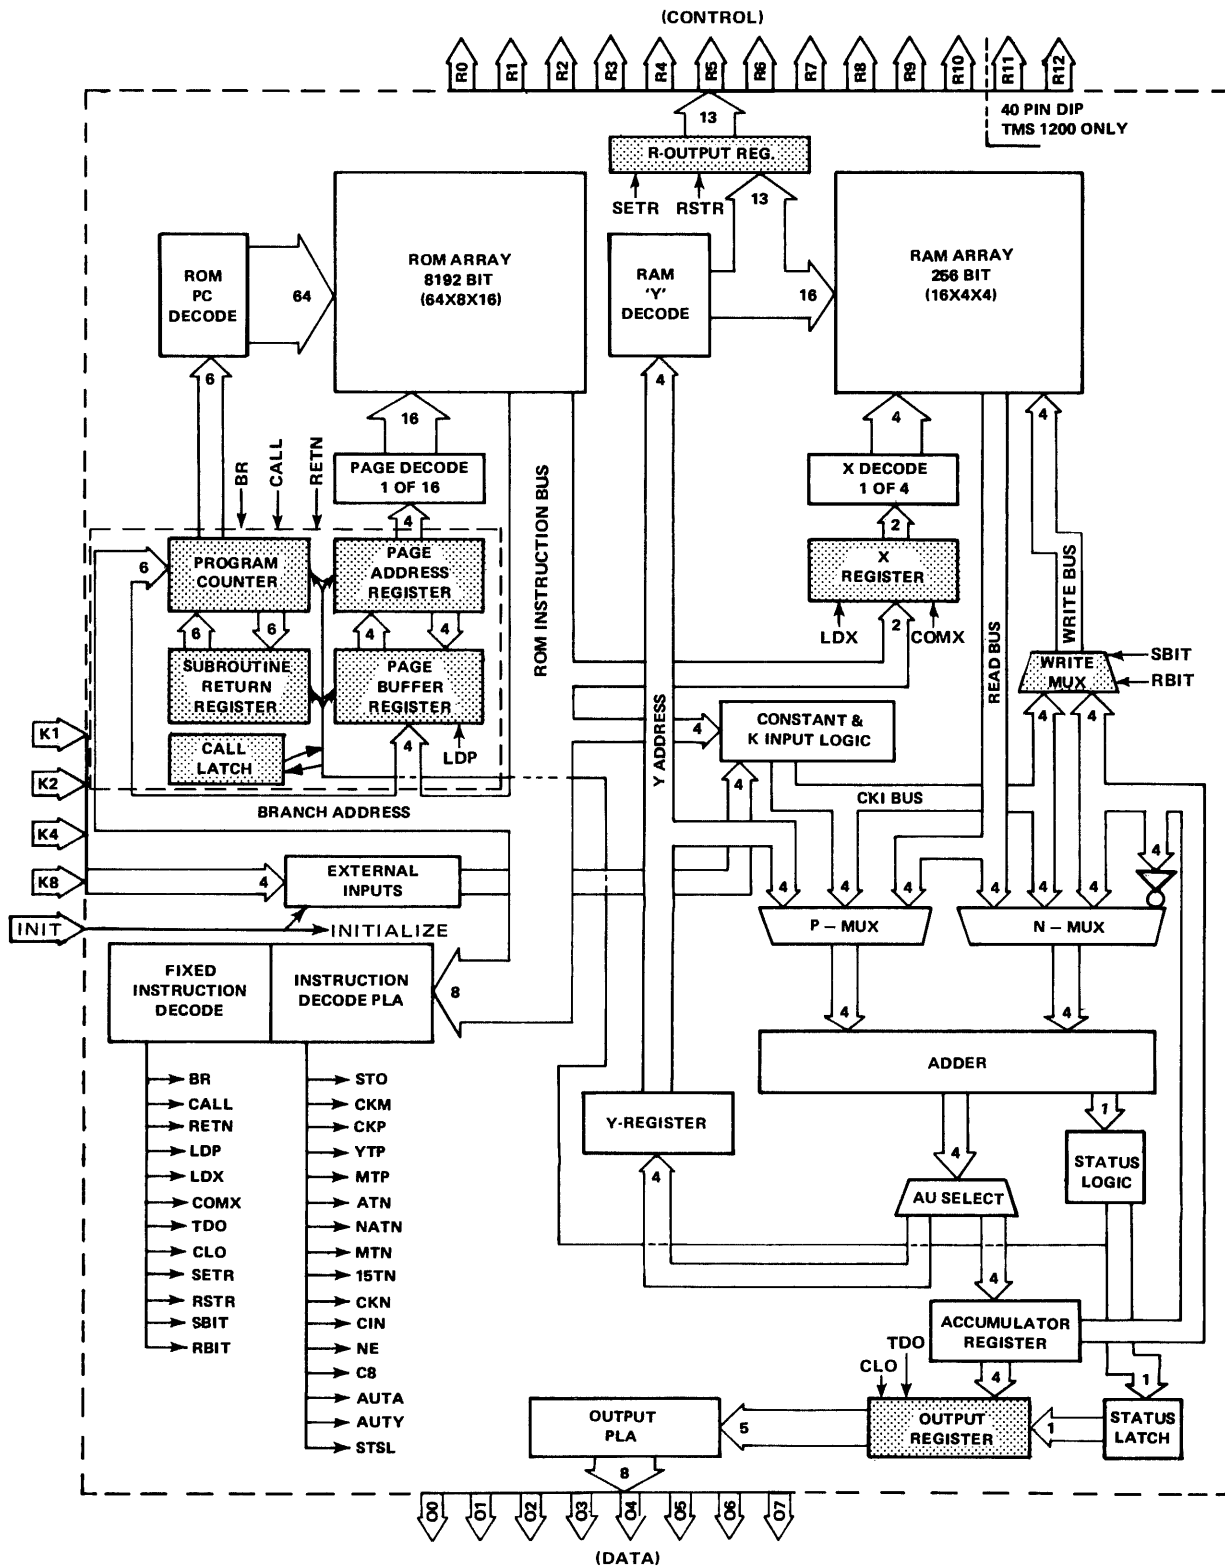 (CONTROL)
R0 R1 R2 R3 R4 R5 R6 R7 R8 R9 R10 R11 R12
40 PIN DIP
TMS 1200 ONLY
13
R-OUTPUT REG.
SETR
RSTR
13
ROM
PC
DECODE
64
ROM ARRAY
8192 BIT
(64X8X16)
RAM
'Y'
DECODE
16
RAM ARRAY
256 BIT
(16X4X4)
6
16
4
4
4
BR
CALL
RETN
PAGE DECODE
1 OF 16
4
ROM INSTRUCTION BUS
X DECODE
1 OF 4
2
6
PROGRAM
COUNTER
PAGE
ADDRESS
REGISTER
X
REGISTER
LDX
2
COMX
6
6
4
4
SUBROUTINE
RETURN
REGISTER
PAGE
BUFFER
REGISTER
READ BUS
WRITE BUS
WRITE
MUX
SBIT
RBIT
4
4
K1
CALL
LATCH
4
LDP
Y ADDRESS
4
CONSTANT &
K INPUT LOGIC
K2
4
CKI BUS
BRANCH ADDRESS
K4
K8
4
EXTERNAL
INPUTS
4
4
4
4
4
4
4
P – MUX
N – MUX
INIT
INITIALIZE
FIXED
INSTRUCTION
DECODE
INSTRUCTION
DECODE PLA
8
4
4
ADDER
BR
CALL
RETN
LDP
LDX
COMX
TDO
CLO
SETR
RSTR
SBIT
RBIT
STO
CKM
CKP
YTP
MTP
ATN
NATN
MTN
15TN
CKN
CIN
NE
C8
AUTA
AUTY
STSL
Y-REGISTER
4
4
1
STATUS
LOGIC
AU SELECT
4
ACCUMULATOR
REGISTER
TDO
CLO
4
1
OUTPUT
PLA
5
OUTPUT
REGISTER
1
STATUS
LATCH
8
O0 O1 O2 O3 O4 O5 O6 O7
(DATA)